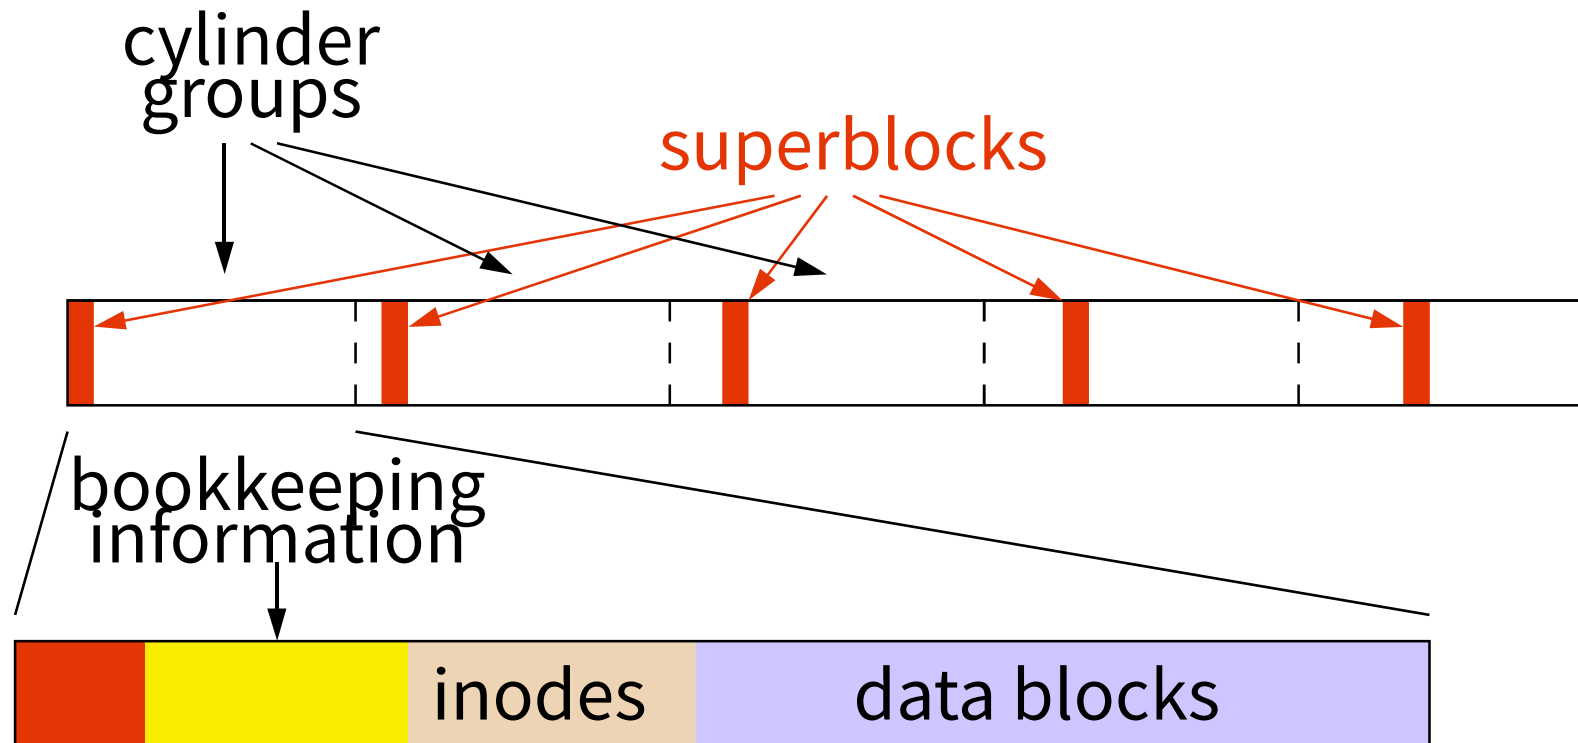 cylinder
groups
superblocks
bookkeeping
information
inodes
data blocks